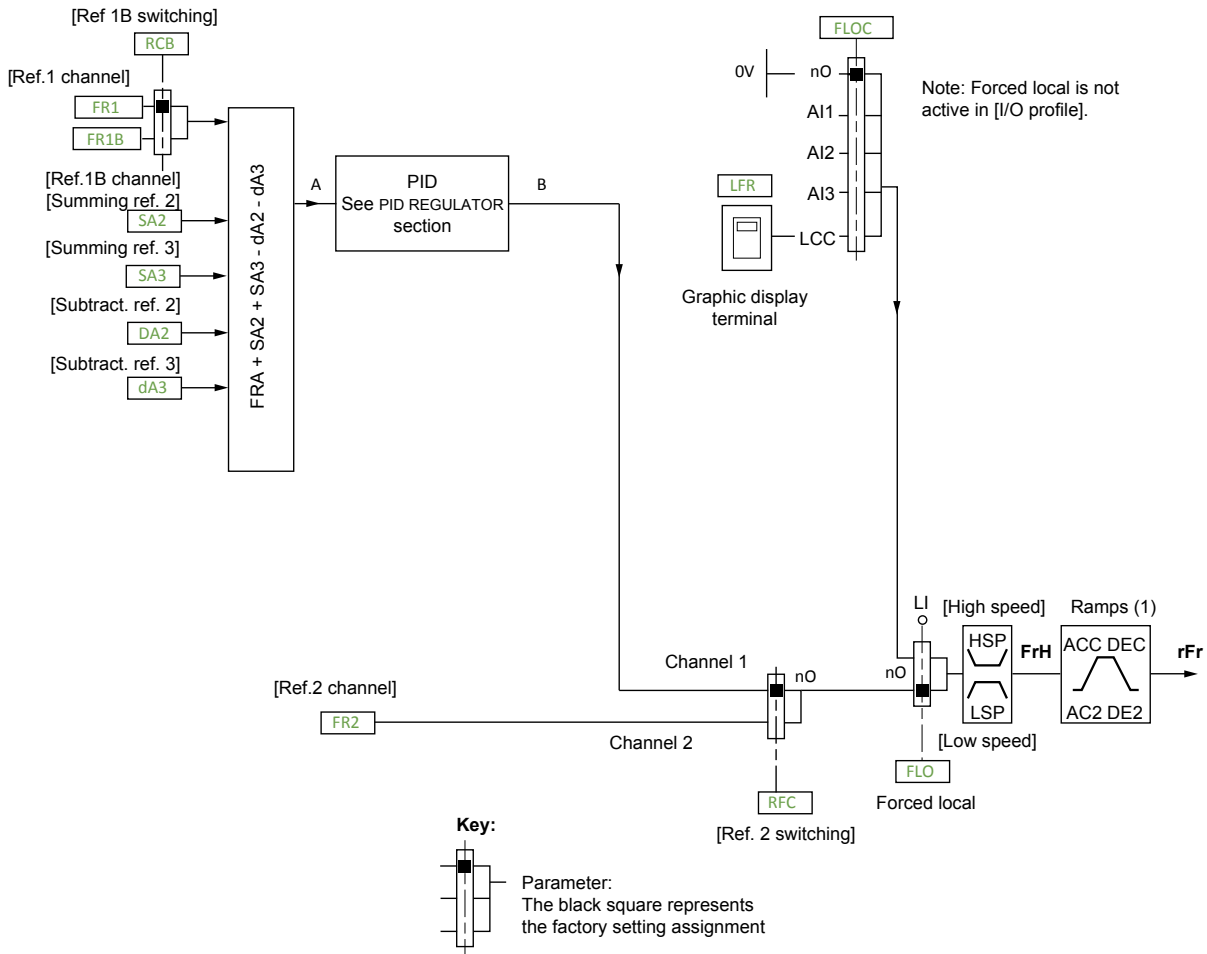 [Ref 1B switching]
RCB
[Ref.1 channel]
FR1
FR1B
[Ref.1B channel]
[Summing ref. 2]
SA2
[Summing ref. 3]
SA3
[Subtract. ref. 2]
DA2
[Subtract. ref. 3]
dA3
FRA + SA2 + SA3 - dA2 - dA3
A
PID
See PID REGULATOR
section
B
FLOC
0V
nO
AI1
AI2
AI3
LCC
LFR
Graphic display
terminal
Note: Forced local is not
active in [I/O profile].
[Ref.2 channel]
FR2
Channel 1
Channel 2
nO
RFC
[Ref. 2 switching]
LI
nO
FLO
Forced local
[High speed]
HSP
LSP
[Low speed]
FrH
Ramps (1)
ACC DEC
AC2 DE2
rFr
Key:
Parameter:
The black square represents
the factory setting assignment